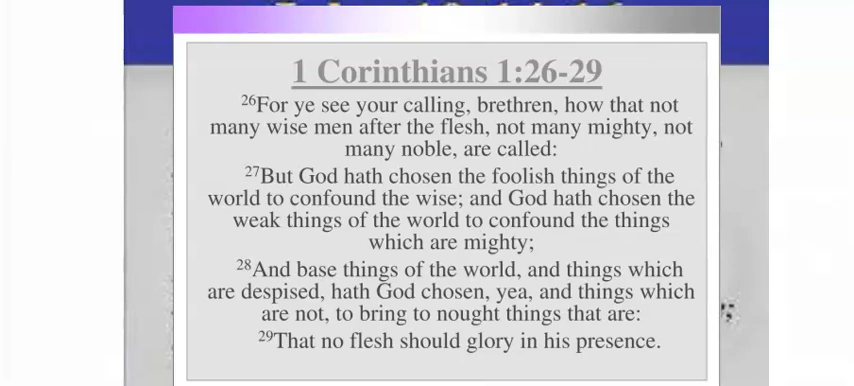 1 Corinthians 1:26-29
26For ye see your calling, brethren, how that not
many wise men after the flesh, not many mighty, not
many noble, are called:
27But God hath chosen the foolish things of the
world to confound the wise; and God hath chosen the
weak things of the world to confound the things
which are mighty;
28And base things of the world, and things which
are despised, hath God chosen, yea, and things which
are not, to bring to nought things that are:
29That no flesh should glory in his presence.